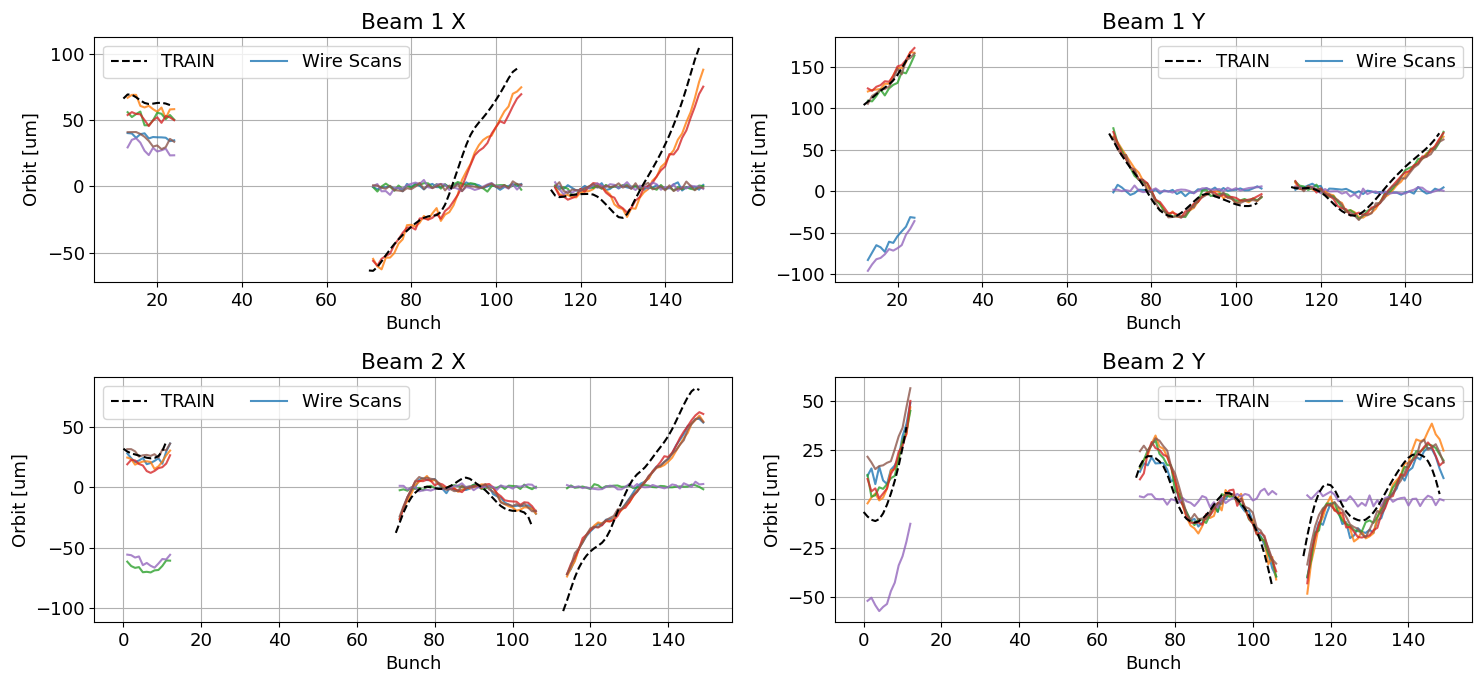 Beam 1 X
TRAIN Wire Scans
Orbit [um]
100
50
0
−50
20 40 60 80 100 120 140
Bunch
Beam 1 Y
TRAIN Wire Scans
Orbit [um]
150
100
50
0
−50
−100
20 40 60 80 100 120 140
Bunch
Beam 2 X
TRAIN Wire Scans
Orbit [um]
50
0
−50
−100
0 20 40 60 80 100 120 140
Bunch
Beam 2 Y
TRAIN Wire Scans
Orbit [um]
50
25
0
−25
−50
0 20 40 60 80 100 120 140
Bunch